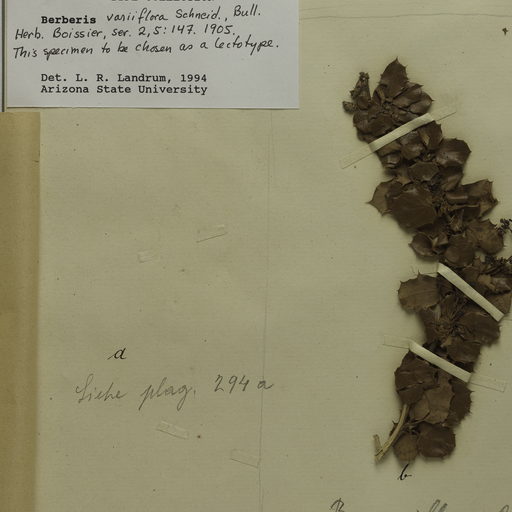 Berberis variiflora Schneid., Bull.
Herb. Boissier, ser. 2, 5: 147. 1905.
This specimen to be chosen as a lectotype.
Det. L. R. Landrum, 1994
Arizona State University
a
Siehe plag. 294 a
b